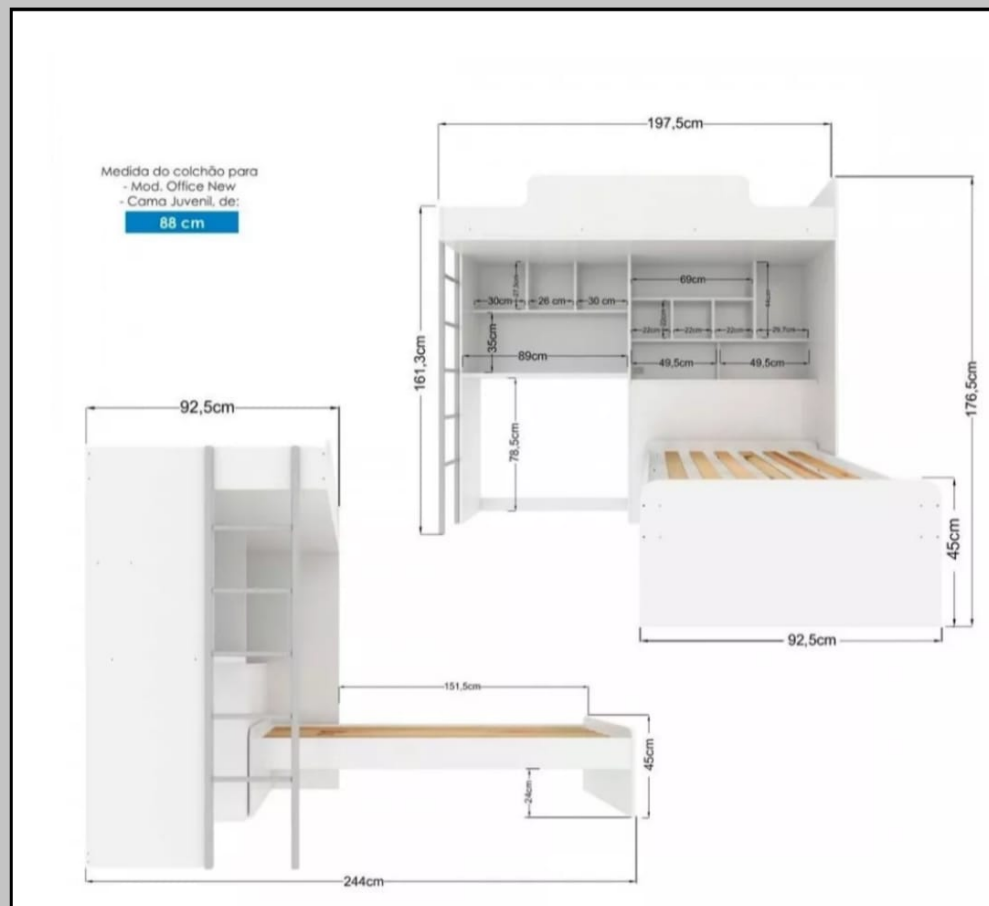 197,5cm
Medida do colchão para
- Mod. Office New
- Cama Juvenil, de:
88 cm
69cm
30cm
26 cm
30 cm
22cm
22cm
22cm
29,7cm
35cm
89cm
49,5cm
49,5cm
161,3cm
176,5cm
92,5cm
78,5cm
45cm
92,5cm
151,5cm
45cm
24cm
244cm